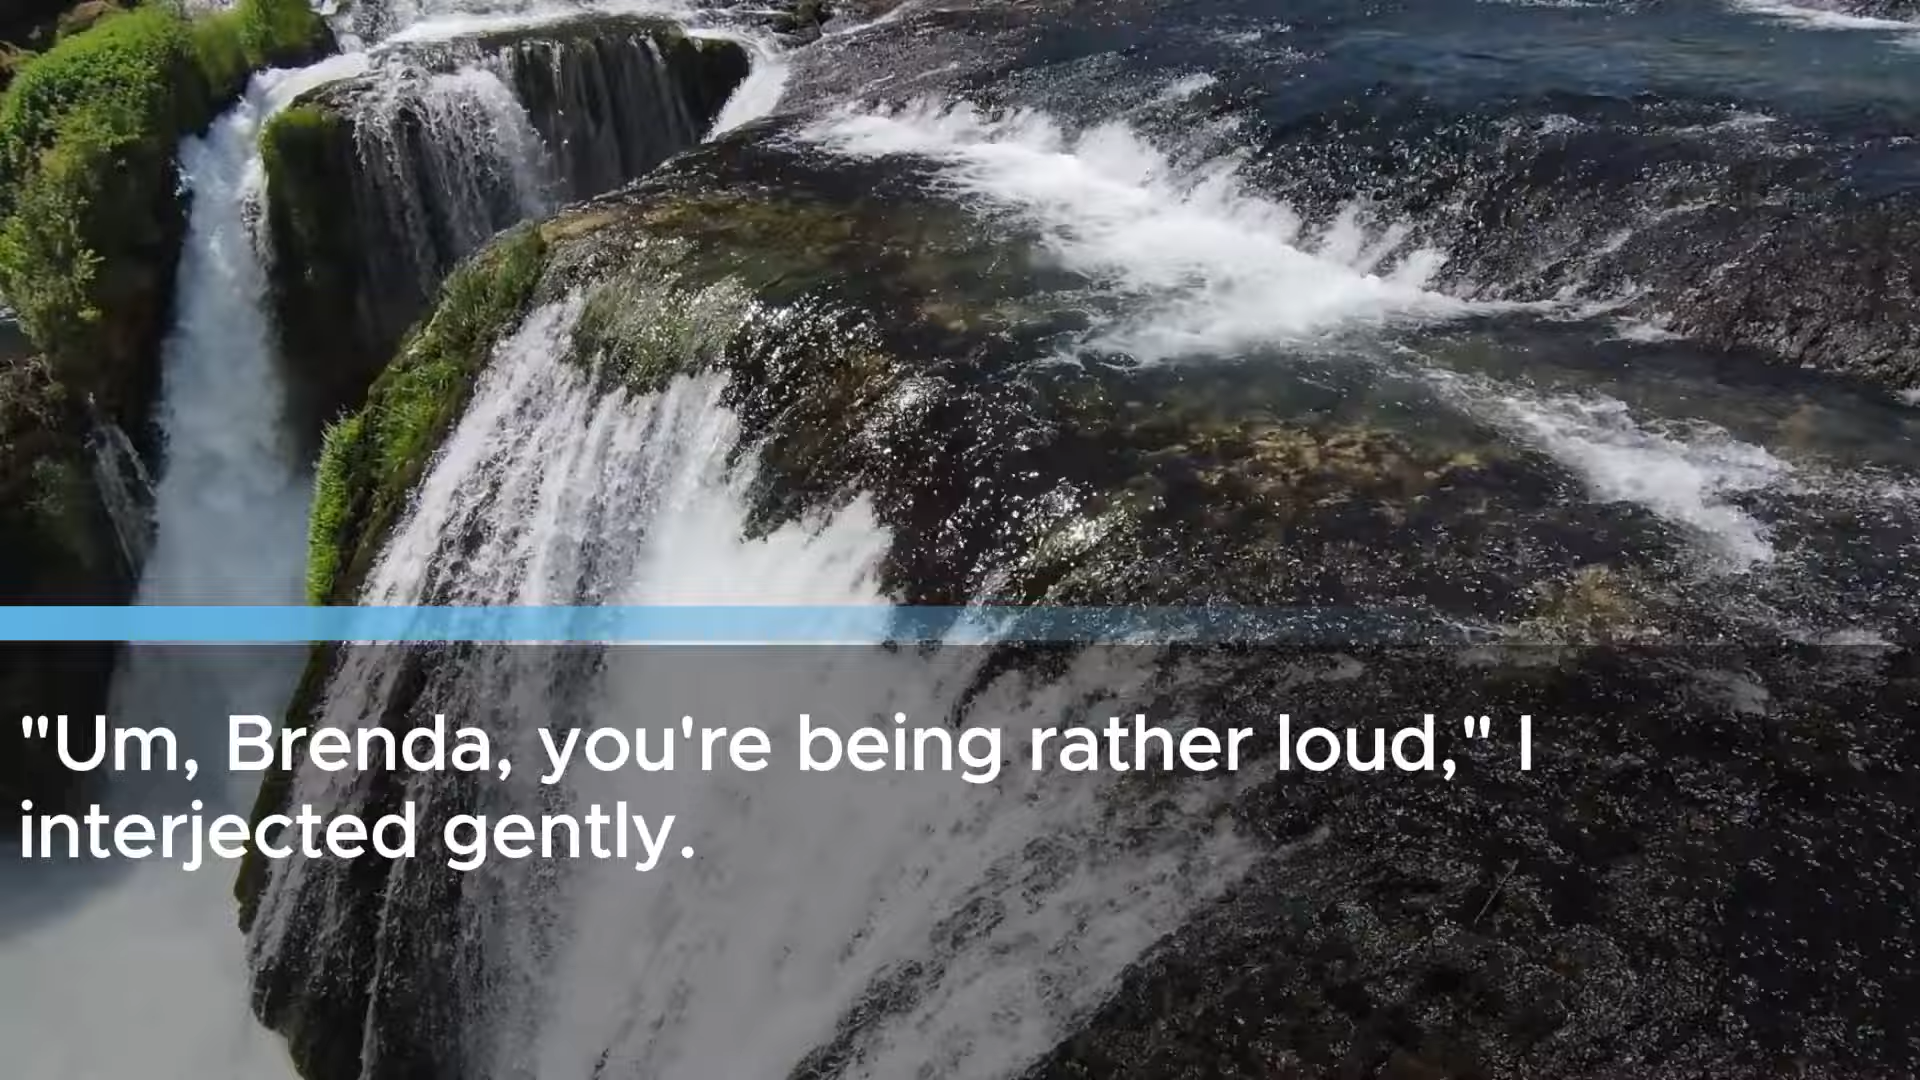 "Um, Brenda, you're being rather loud," I
interjected gently.